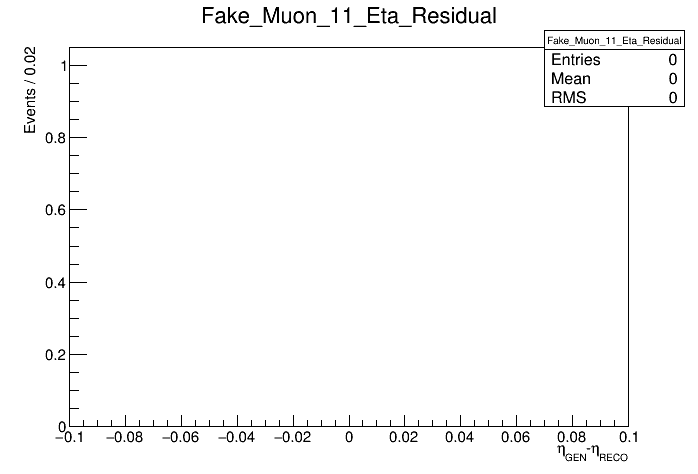 Fake_Muon_11_Eta_Residual
Fake_Muon_11_Eta_Residual
Entries 0
Mean 0
RMS 0
Events / 0.02
1
0.8
0.6
0.4
0.2
0
−0.1 −0.08 −0.06 −0.04 −0.02 0 0.02 0.04 0.06 0.08 0.1
η_GEN-η_RECO